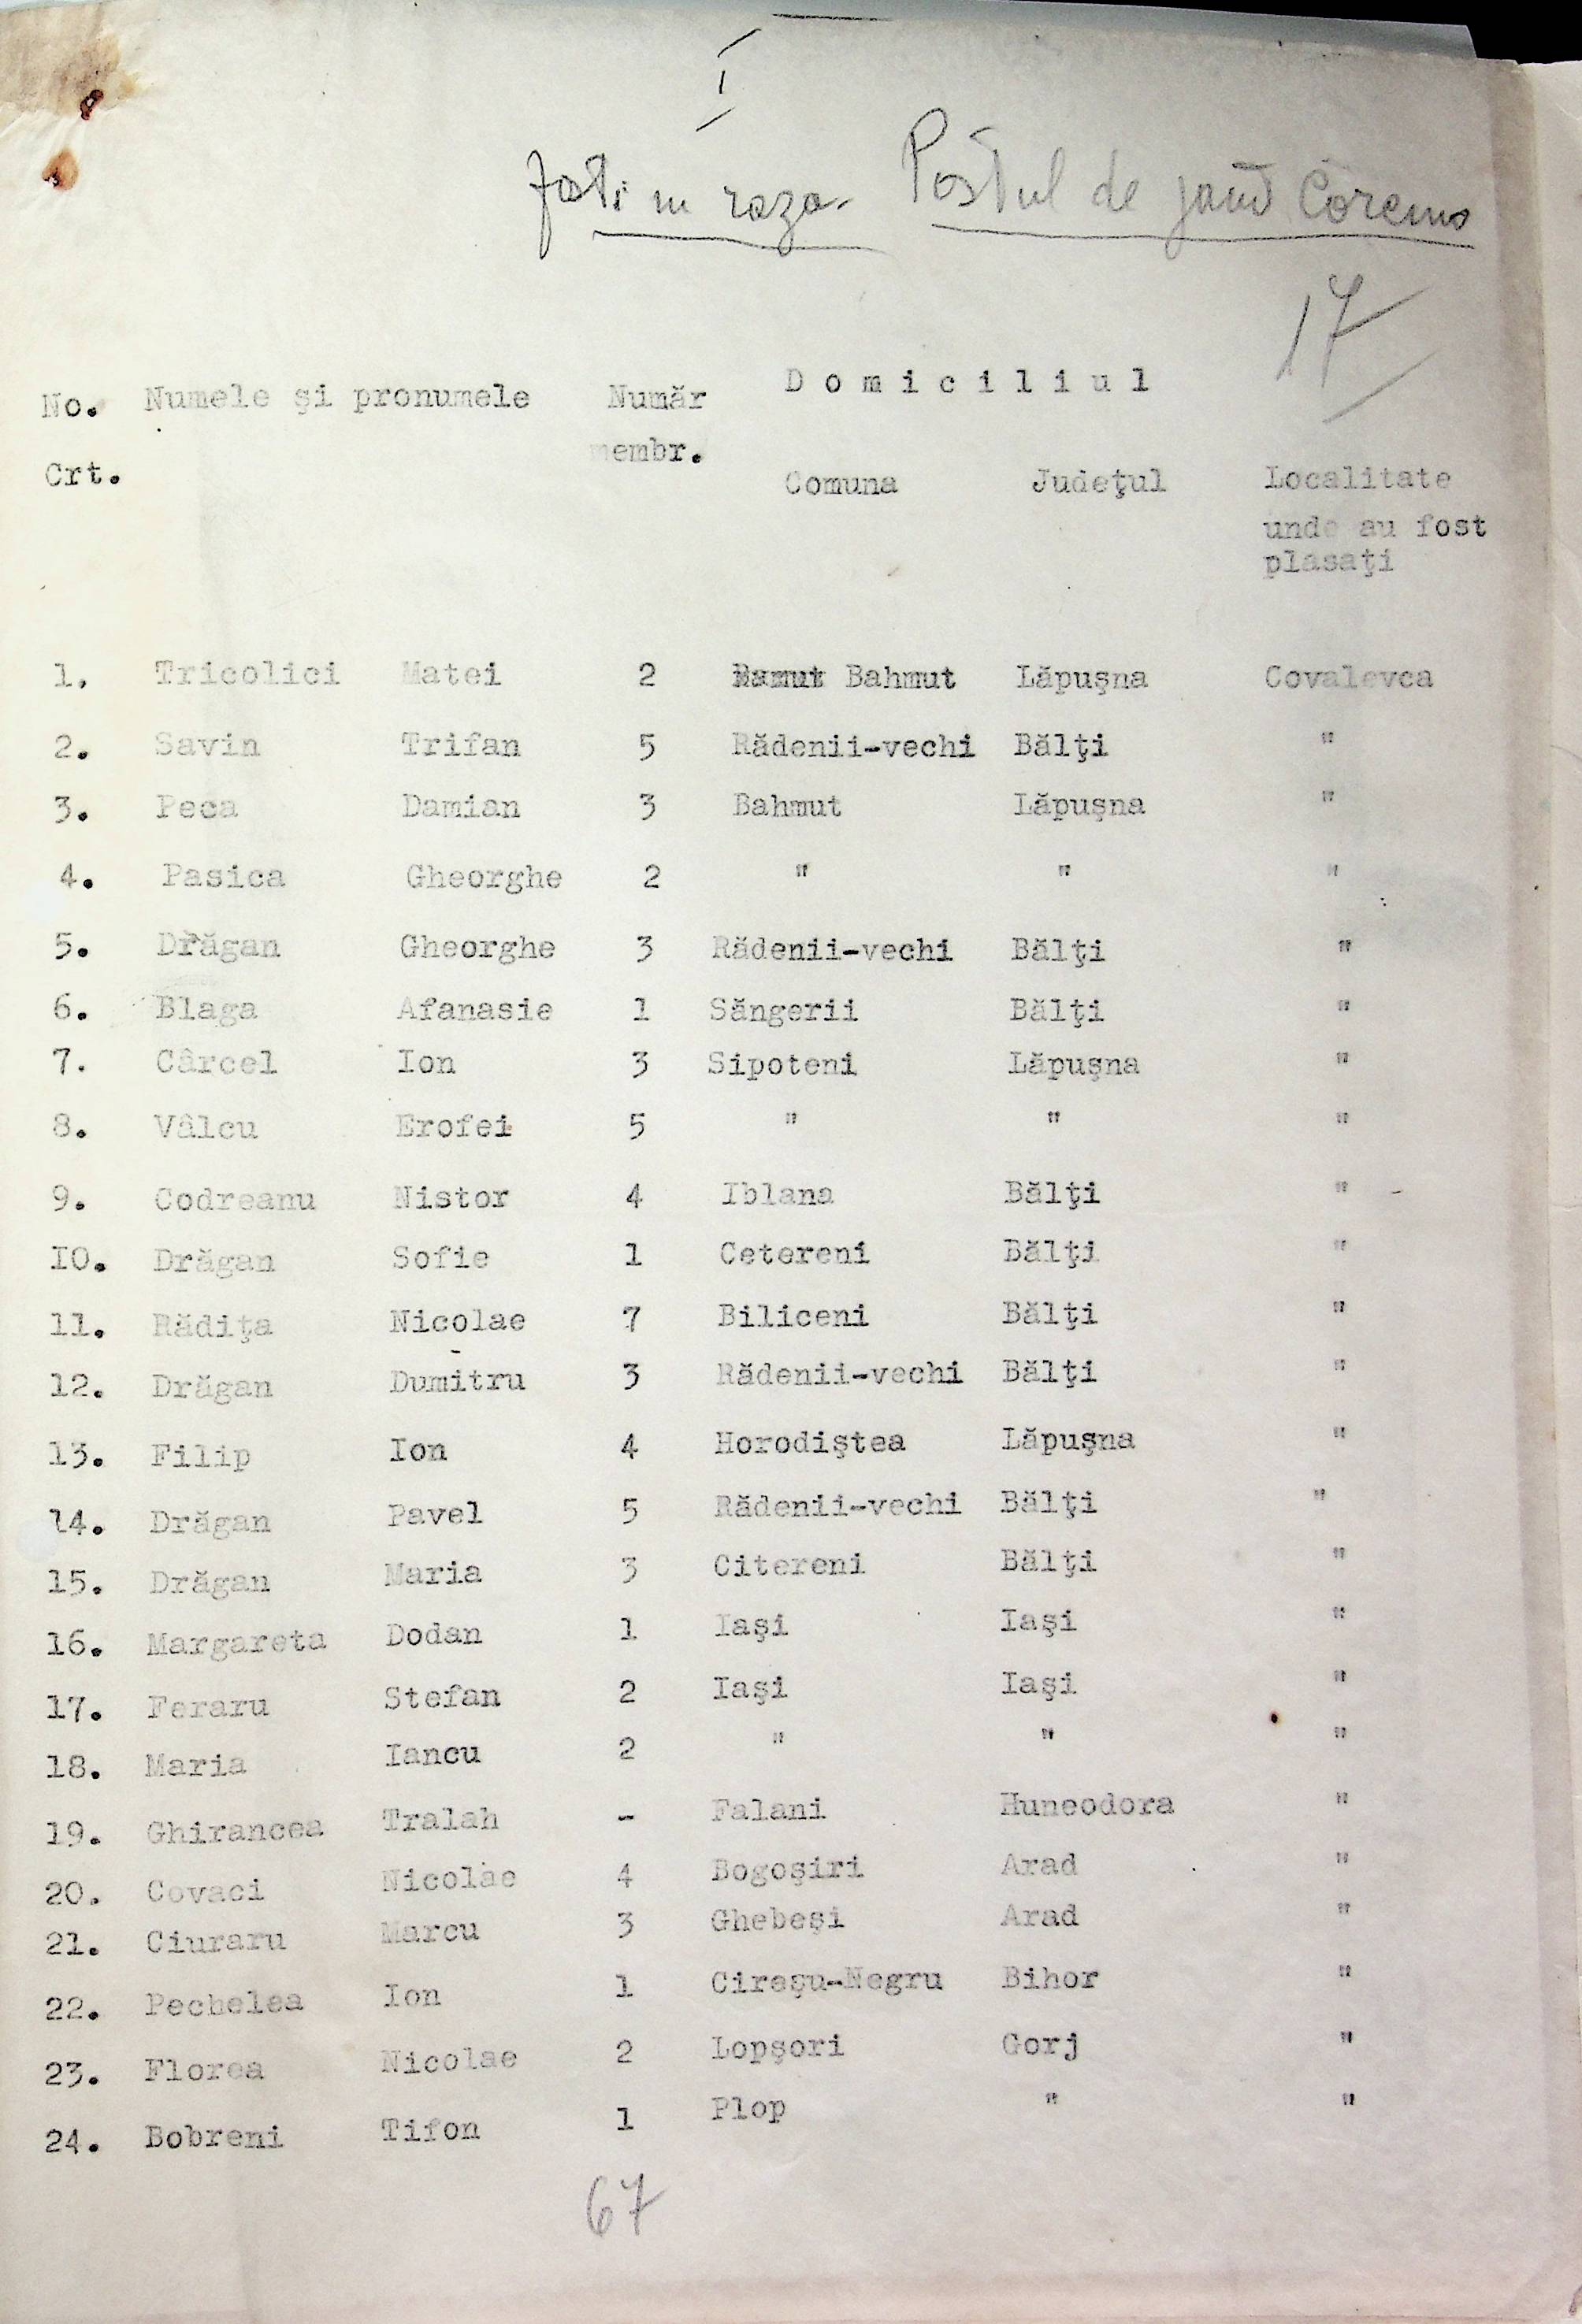 I
foști in raza Postul de jand Corenno
17
Domiciliul
No. Numele şi pronumele Număr
membr.
Crt. Comuna Judeţul Localitate
unde au fost
plasaţi
1. Tricolici Matei 2 Bahmut Lăpuşna Covalevca
2. Savin Trifan 5 Rădenii-vechi Bălţi "
3. Peca Damian 3 Bahmut Lăpuşna "
4. Pasica Gheorghe 2 " " "
5. Drăgan Gheorghe 3 Rădenii-vechi Bălţi "
6. Blaga Afanasie 1 Săngerii Bălţi "
7. Cârcel Ion 3 Sipoteni Lăpuşna "
8. Vâlcu Erofei 5 " " "
9. Codreanu Nistor 4 Iblana Bălţi "
IO. Drăgan Sofie 1 Cetereni Bălţi "
11. Rădiţa Nicolae 7 Biliceni Bălţi "
12. Drăgan Dumitru 3 Rădenii-vechi Bălţi "
13. Filip Ion 4 Horodiştea Lăpuşna "
14. Drăgan Pavel 5 Rădenii-vechi Bălţi "
15. Drăgan Maria 3 Citereni Bălţi "
16. Margareta Dodan 1 Iaşi Iaşi "
17. Feraru Stefan 2 Iaşi Iaşi "
18. Maria Iancu 2 " " "
19. Ghirancea Tralah - Falani Huneodora "
20. Covaci Nicolae 4 Bogoşiri Arad "
21. Ciuraru Marcu 3 Ghebeşi Arad "
22. Pechelea Ion 1 Cireşu-Negru Bihor "
23. Florea Nicolae 2 Lopşori Gorj "
24. Bobreni Tifon 1 Plop " "
67